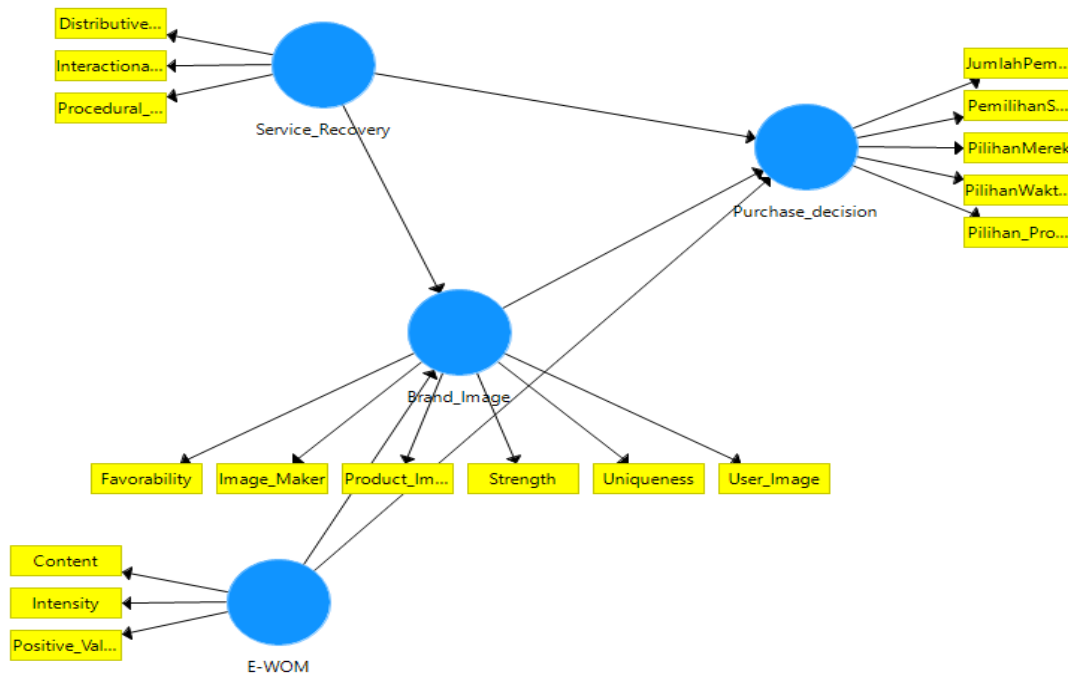 Distributive...
Interactiona...
Procedural_...
Service_Recovery
JumlahPem...
PemilihanS...
PilihanMerek
PilihanWakt...
Pilihan_Pro...
Purchase_decision
Brand_Image
Favorability
Image_Maker
Product_Im...
Strength
Uniqueness
User_Image
Content
Intensity
Positive_Val...
E-WOM